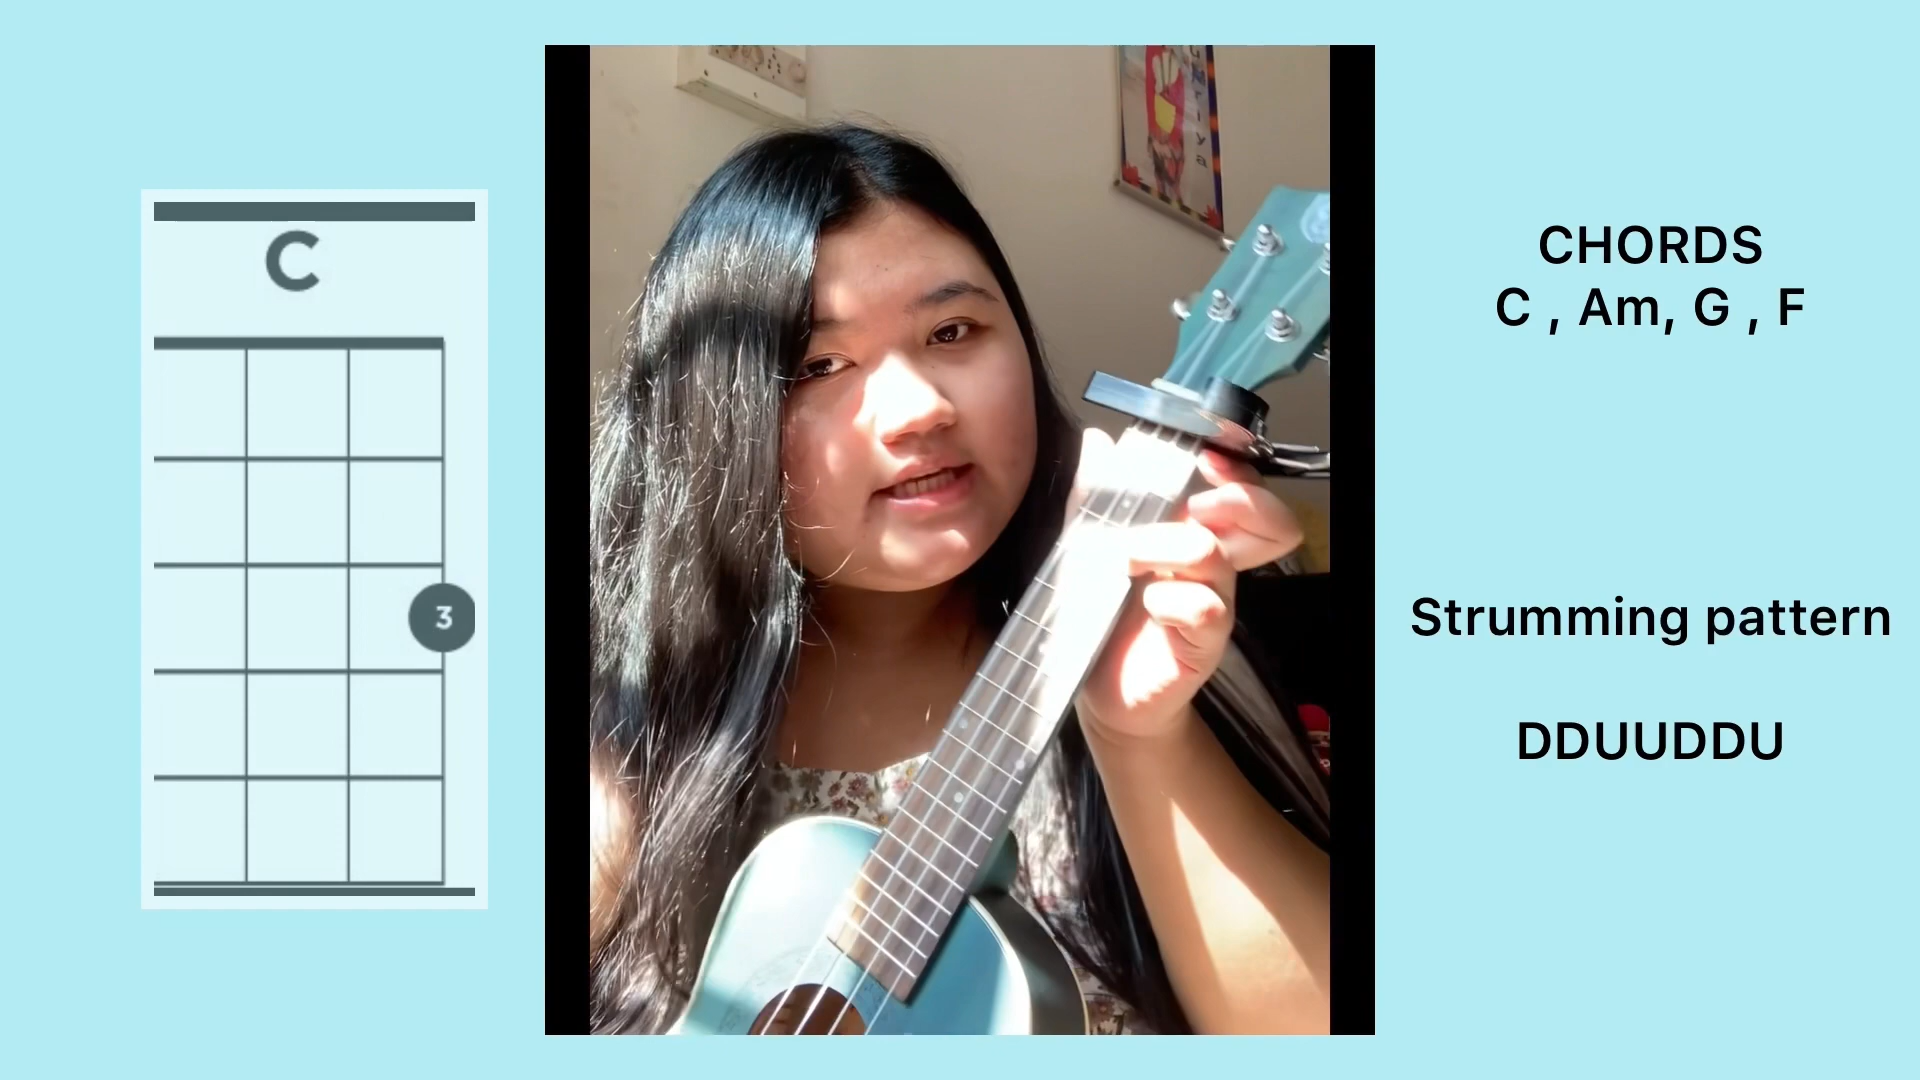 C
3
CHORDS
C , Am, G , F
Strumming pattern
DDUUDDU